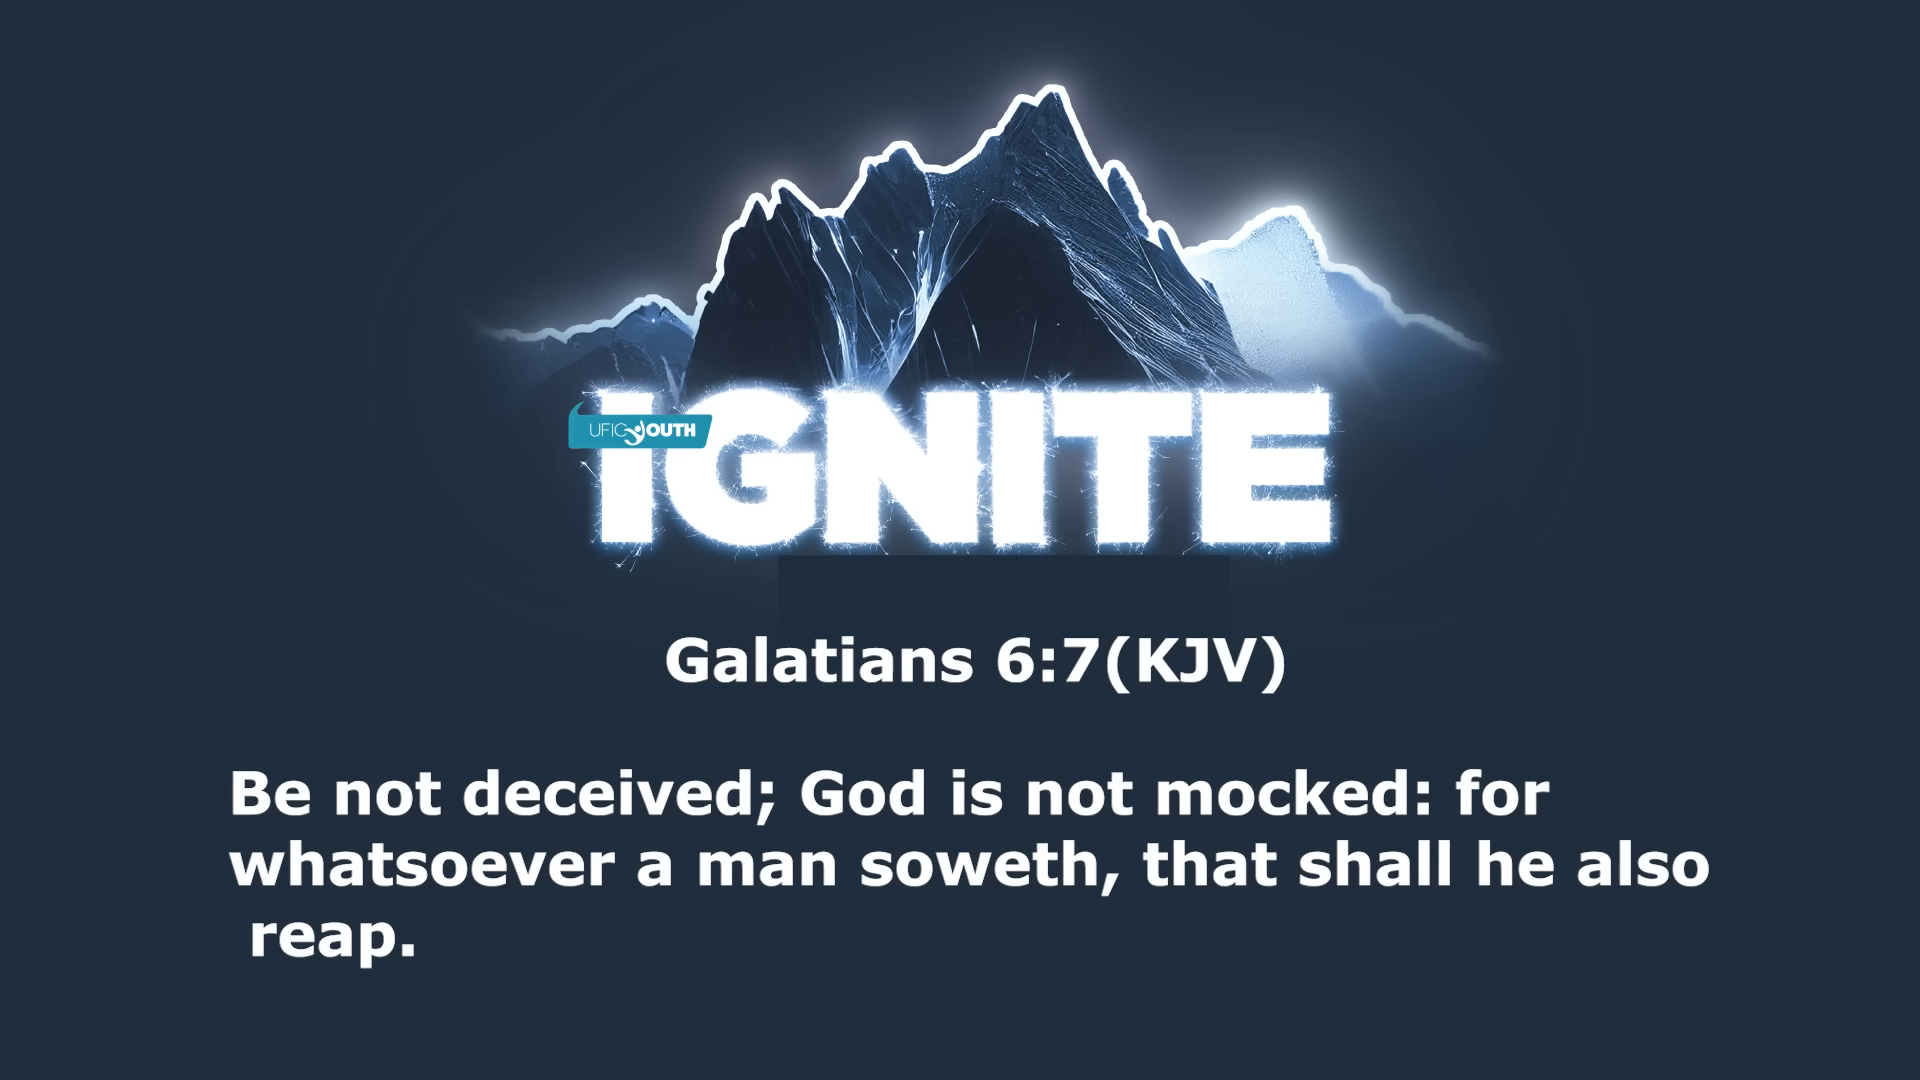 UFIC YOUTH
IGNITE
Galatians 6:7(KJV)
Be not deceived; God is not mocked: for
whatsoever a man soweth, that shall he also
reap.